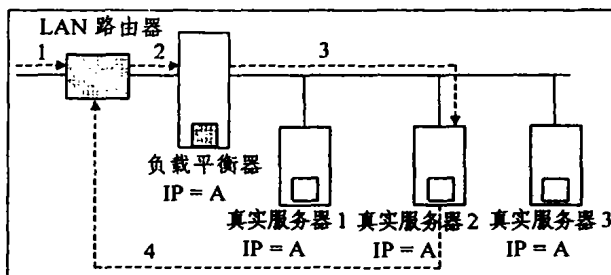 LAN 路由器
1
2
3
负载平衡器
IP = A
真实服务器 1
IP = A
真实服务器 2
IP = A
真实服务器 3
IP = A
4